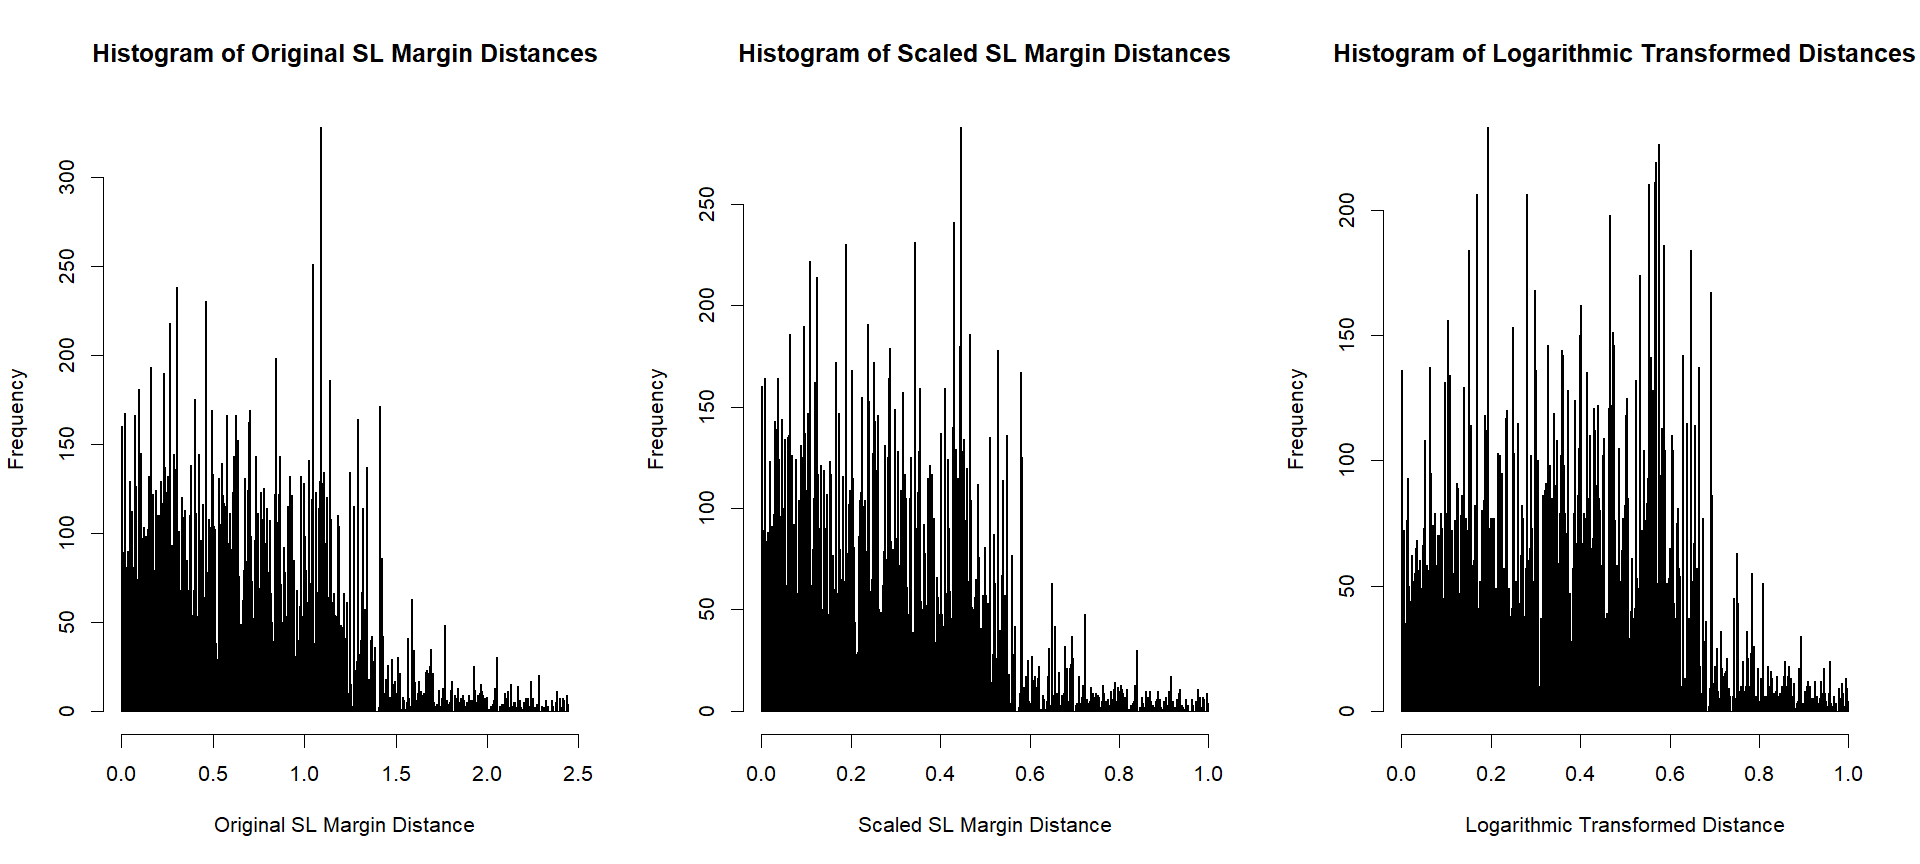 Histogram of Original SL Margin Distances
Frequency
0
50
100
150
200
250
300
0.0 0.5 1.0 1.5 2.0 2.5
Original SL Margin Distance
Histogram of Scaled SL Margin Distances
Frequency
0
50
100
150
200
250
0.0 0.2 0.4 0.6 0.8 1.0
Scaled SL Margin Distance
Histogram of Logarithmic Transformed Distances
Frequency
0
50
100
150
200
0.0 0.2 0.4 0.6 0.8 1.0
Logarithmic Transformed Distance